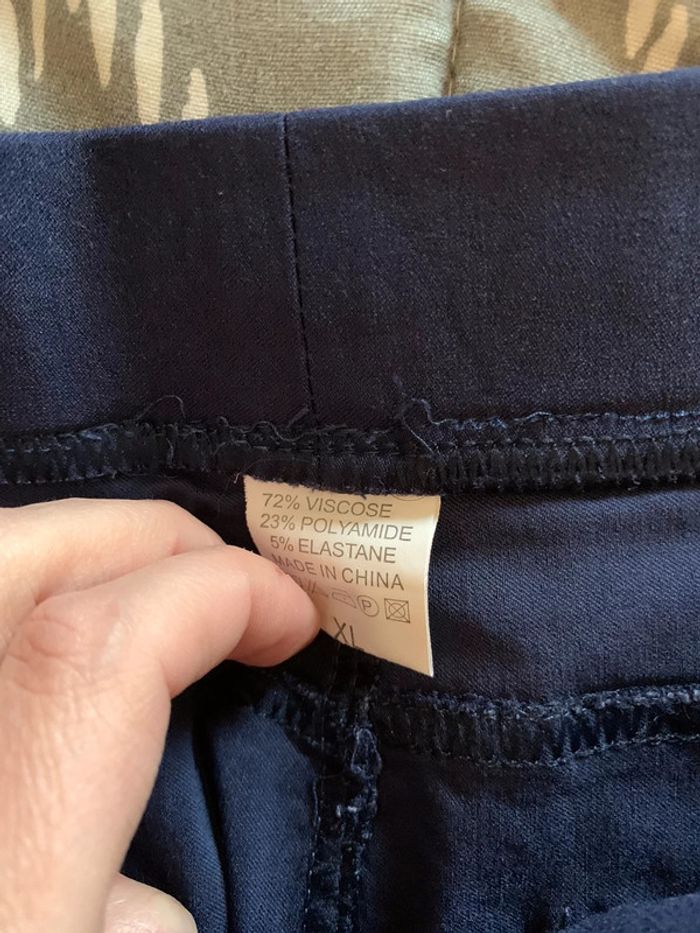 72% VISCOSE
23% POLYAMIDE
5% ELASTANE
MADE IN CHINA
P
XL